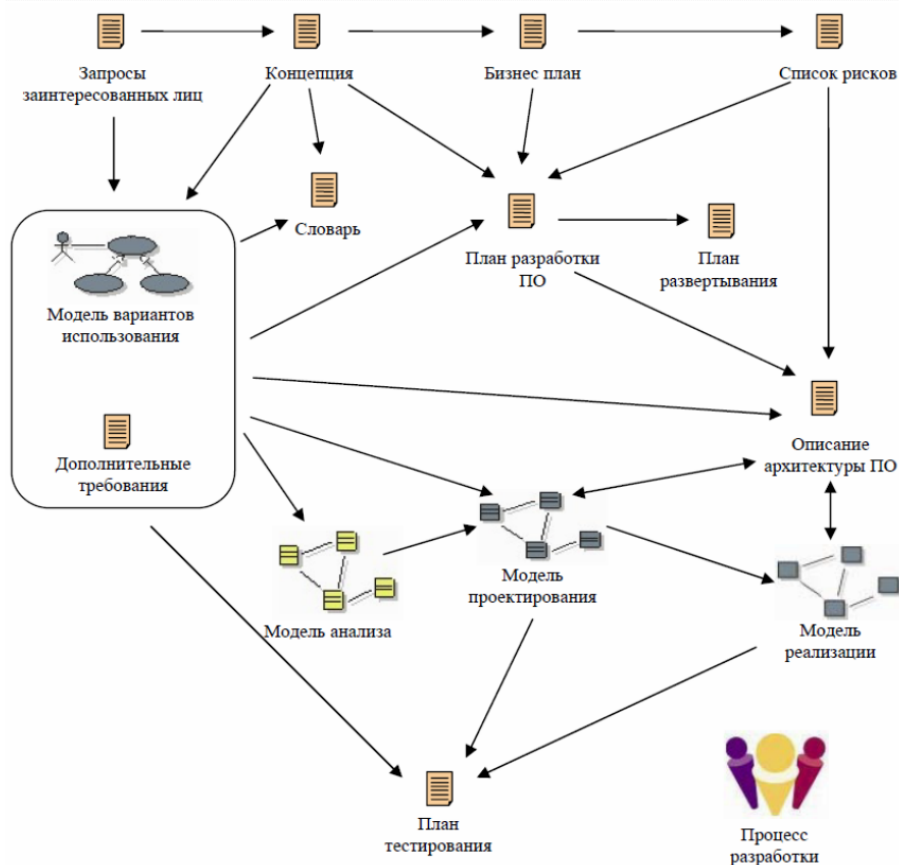 Запросы
заинтересованных лиц
Концепция
Бизнес план
Список рисков
Словарь
План разработки
ПО
План
развертывания
Модель вариантов
использования
Дополнительные
требования
Описание
архитектуры ПО
Модель анализа
Модель
проектирования
Модель
реализации
План
тестирования
Процесс
разработки